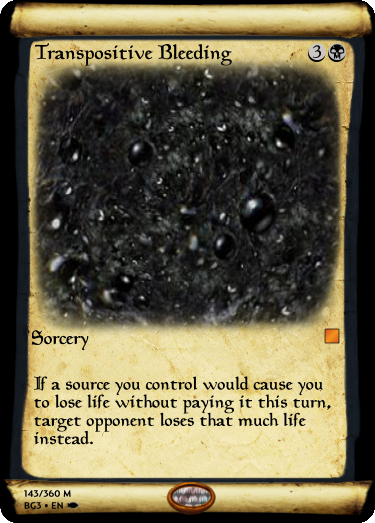 Transpositive Bleeding 3
Sorcery
If a source you control would cause you
to lose life without paying it this turn,
target opponent loses that much life
instead.
143/360 M
BG3 • EN